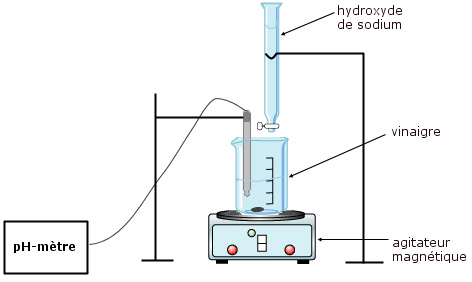 hydroxyde
de sodium
vinaigre
pH-mètre
agitateur
magnétique